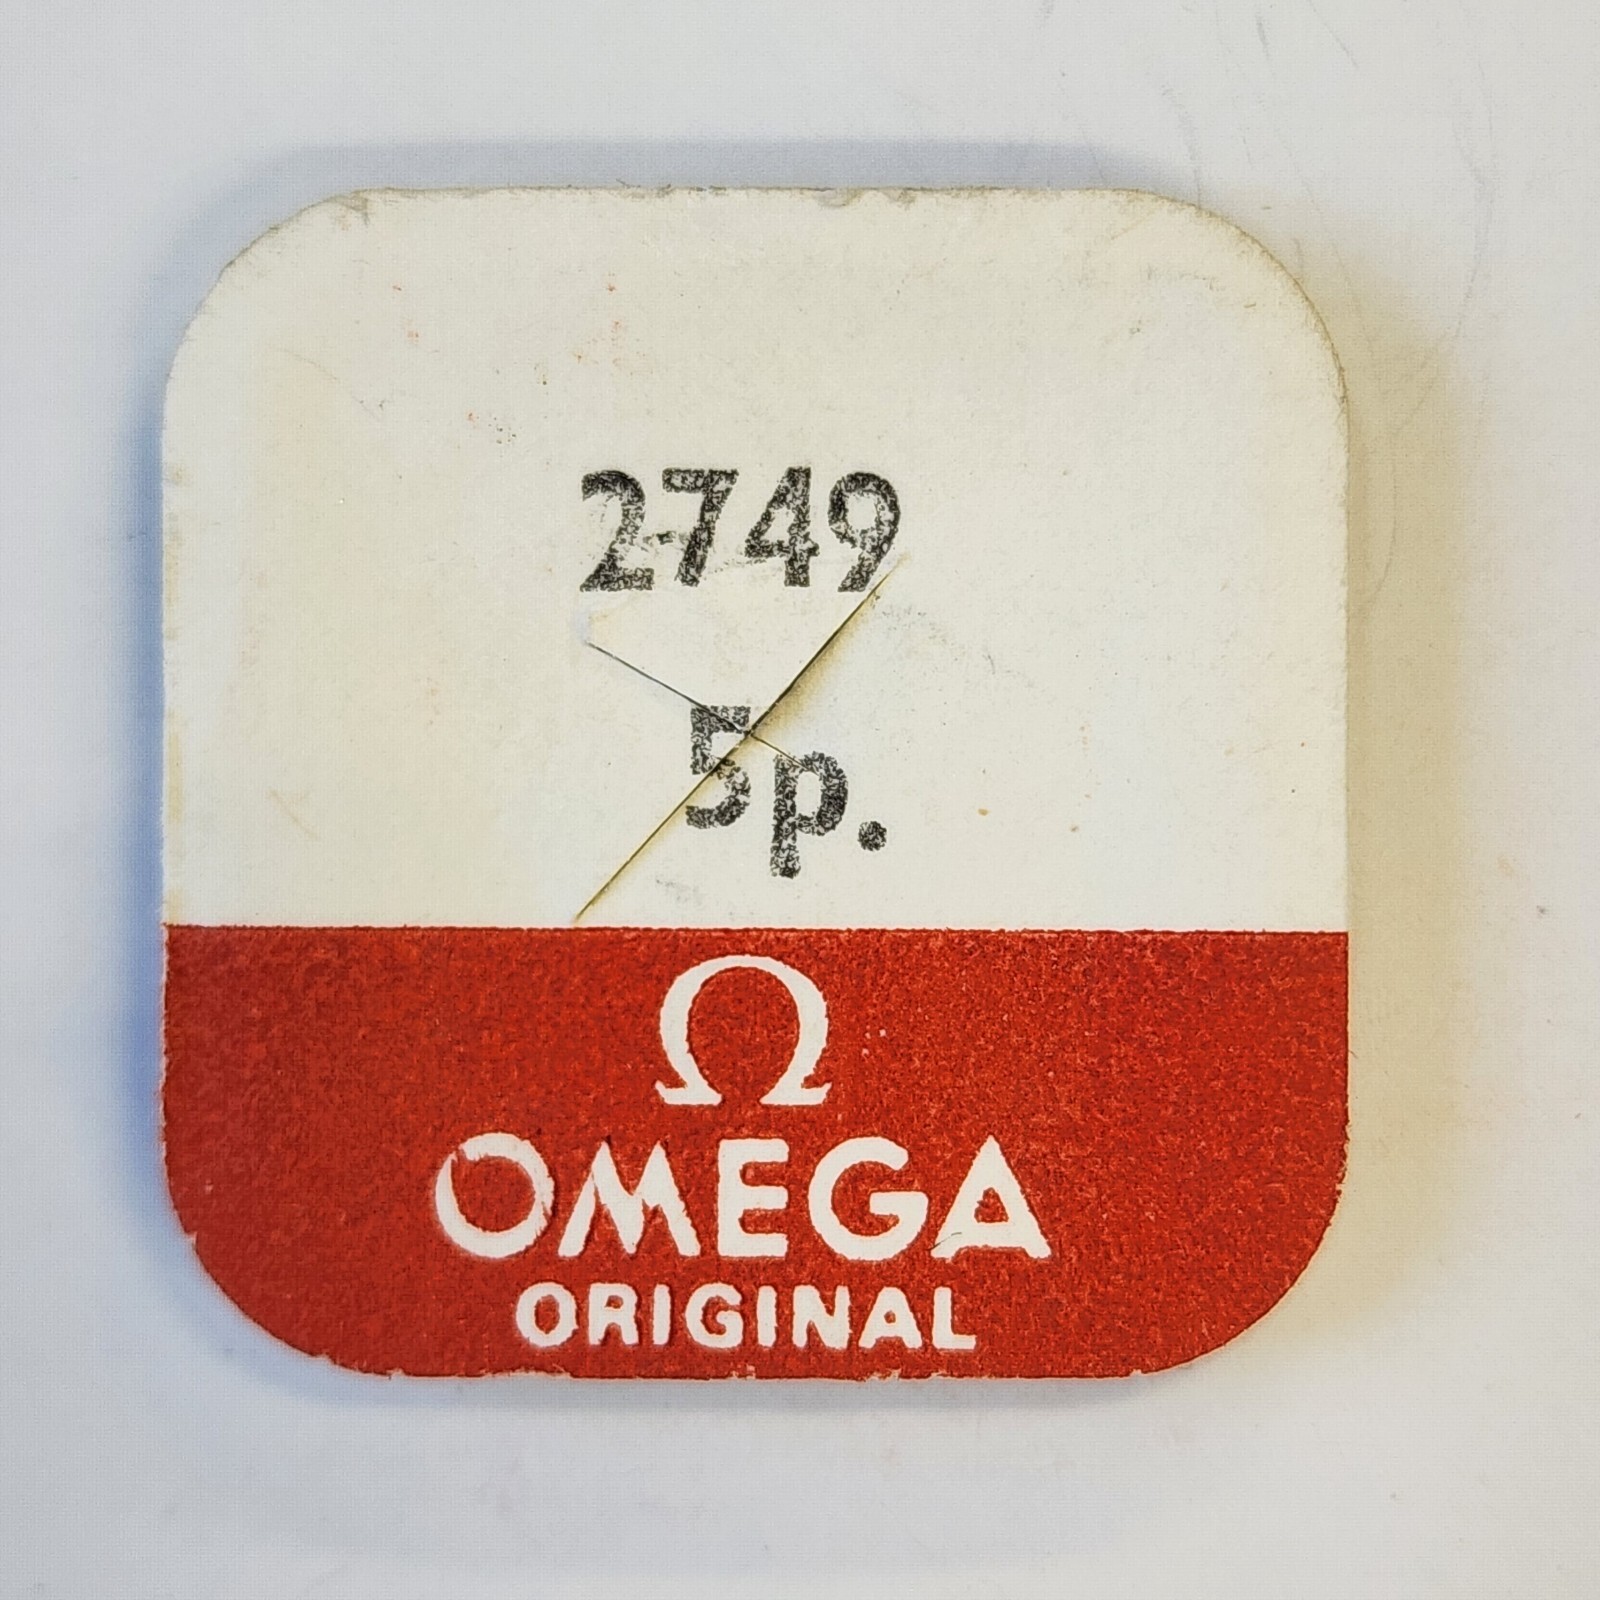 2749
5p.
Ω
OMEGA
ORIGINAL